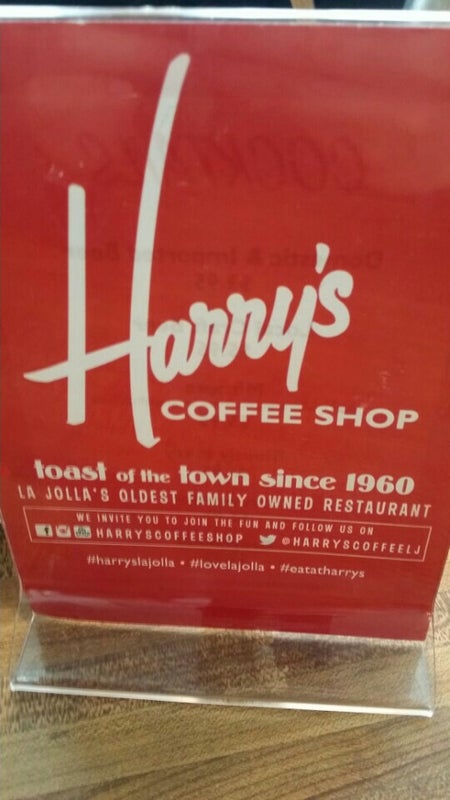 Harry's
COFFEE SHOP
toast of the town since 1960
LA JOLLA'S OLDEST FAMILY OWNED RESTAURANT
WE INVITE YOU TO JOIN THE FUN AND FOLLOW US ON
HARRYSCOFFEESHOP @HARRYSCOFFEELJ
#harryslajolla • #lovelajolla • #eatatharrys